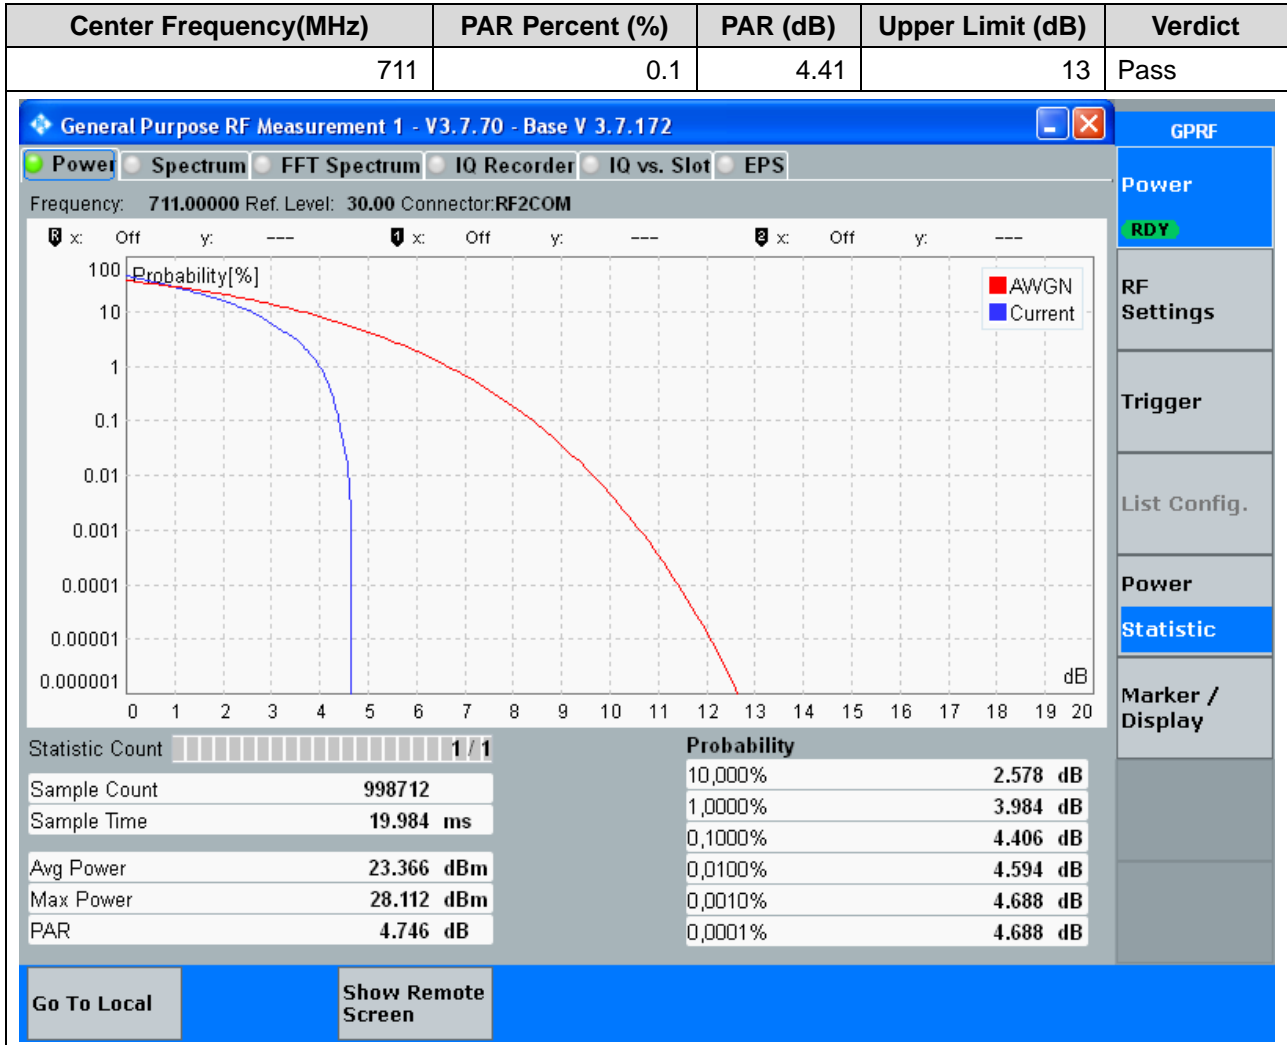 Center Frequency(MHz) PAR Percent (%) PAR (dB) Upper Limit (dB) Verdict
711 0.1 4.41 13 Pass
General Purpose RF Measurement 1 - V3.7.70 - Base V 3.7.172
GPRF
Power Spectrum FFT Spectrum IQ Recorder IQ vs. Slot EPS
Power
RDY
Frequency: 711.00000 Ref. Level: 30.00 Connector:RF2COM
R x: Off y: --- 1 x: Off y: --- 2 x: Off y: ---
Probability[%]
AWGN
Current
100
10
1
0.1
0.01
0.001
0.0001
0.00001
0.000001
dB
0 1 2 3 4 5 6 7 8 9 10 11 12 13 14 15 16 17 18 19 20
RF
Settings
Trigger
List Config.
Power
Statistic
Marker /
Display
Statistic Count 1 / 1
Sample Count 998712
Sample Time 19.984 ms
Avg Power 23.366 dBm
Max Power 28.112 dBm
PAR 4.746 dB
Probability
10,000% 2.578 dB
1,0000% 3.984 dB
0,1000% 4.406 dB
0,0100% 4.594 dB
0,0010% 4.688 dB
0,0001% 4.688 dB
Go To Local
Show Remote
Screen